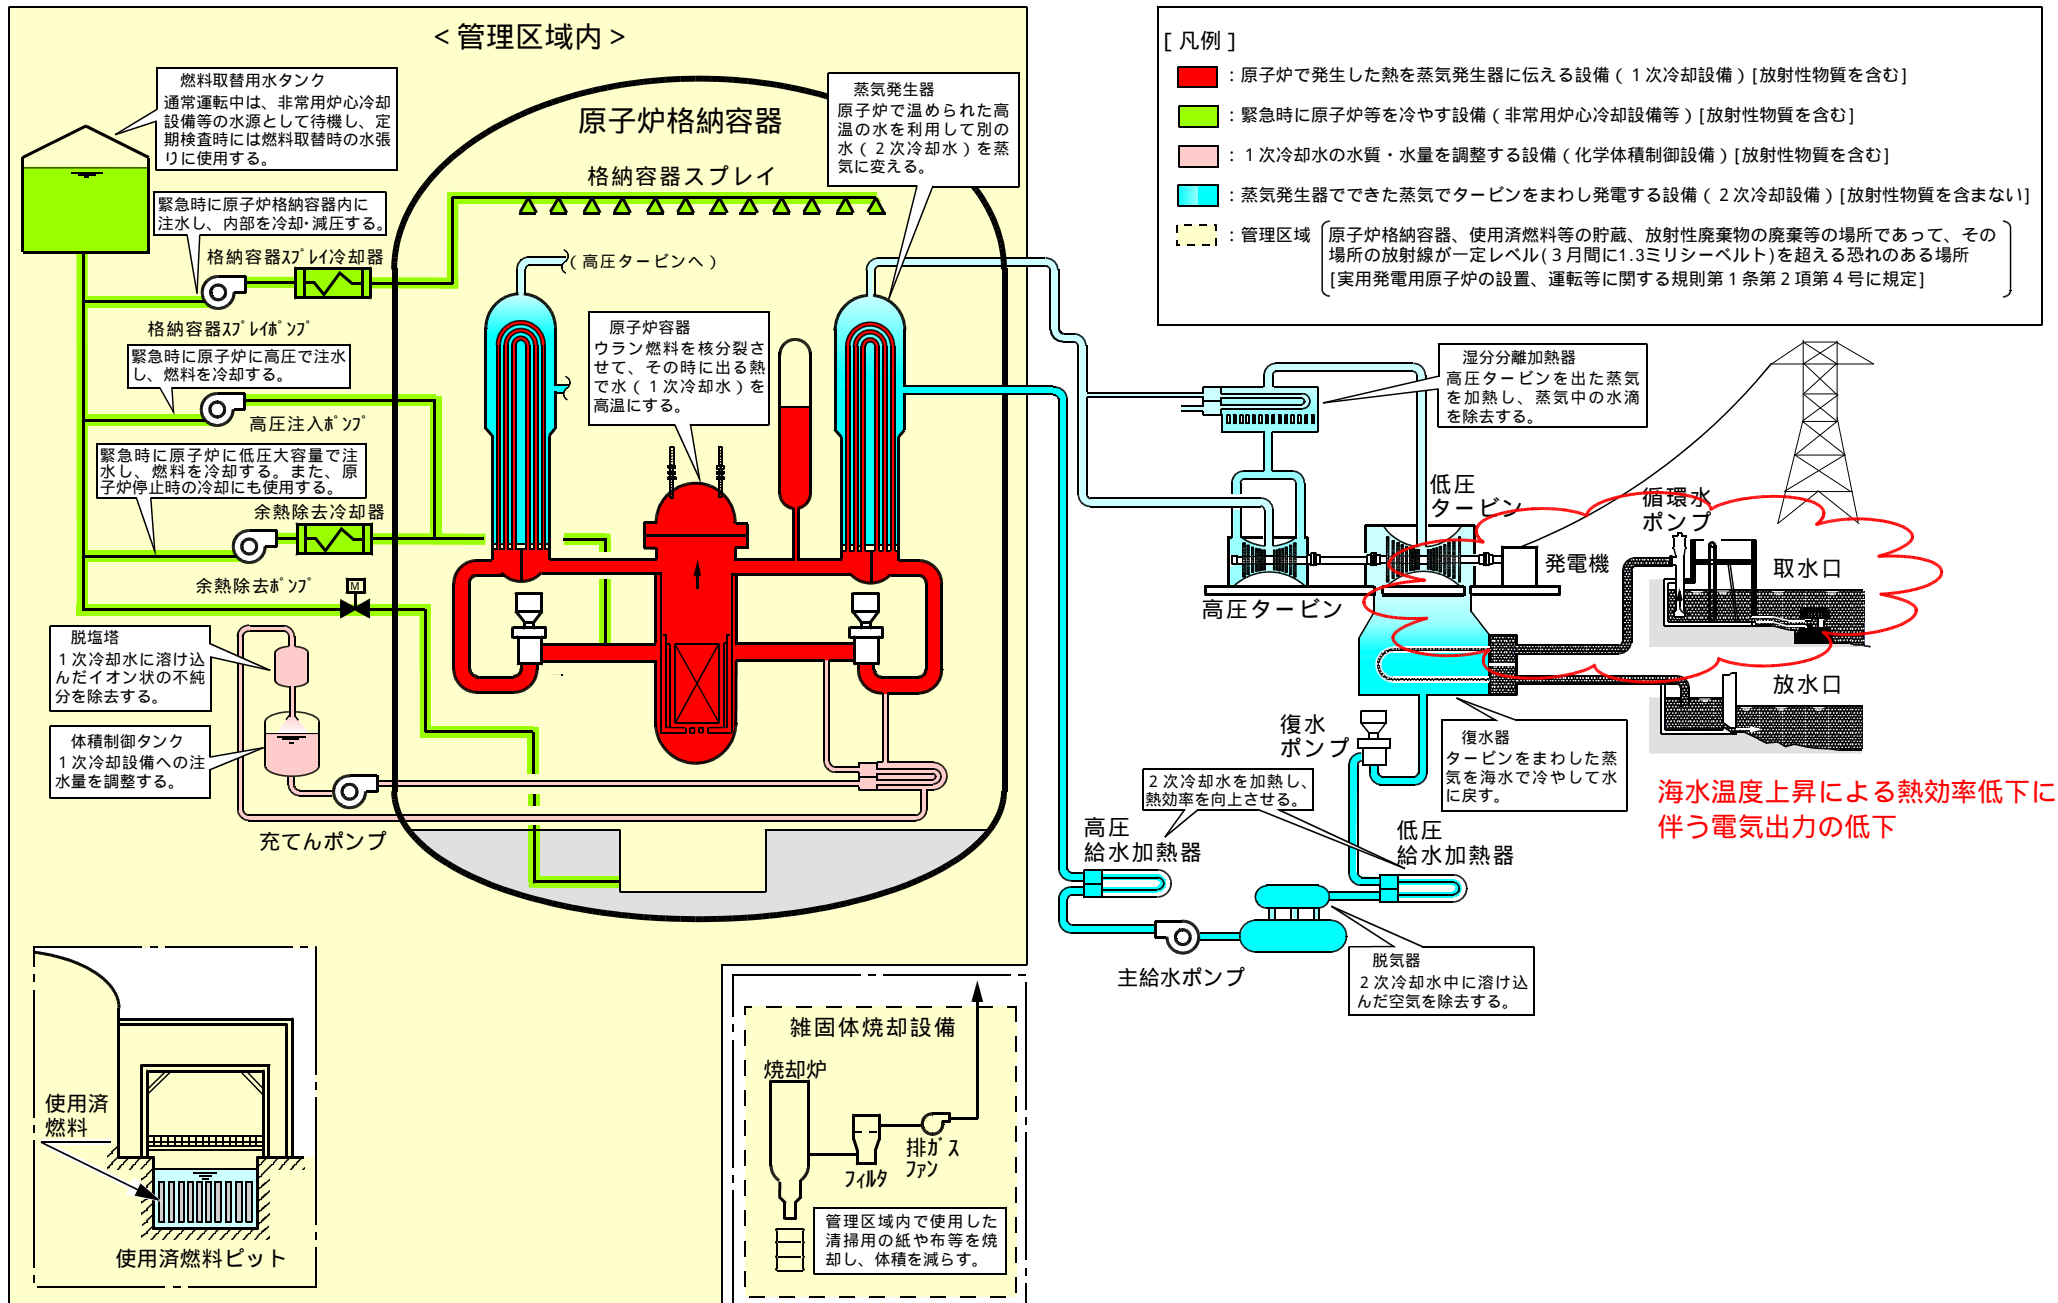 ＜管理区域内＞
燃料取替用水タンク
通常運転中は、非常用炉心冷却
設備等の水源として待機し、定
期検査時には燃料取替時の水張
りに使用する。
緊急時に原子炉格納容器内に
注水し、内部を冷却・減圧する。
格納容器ｽﾌﾟﾚｲ冷却器
格納容器ｽﾌﾟﾚｲﾎﾟﾝﾌﾟ
緊急時に原子炉に高圧で注水
し、燃料を冷却する。
高圧注入ﾎﾟﾝﾌﾟ
緊急時に原子炉に低圧大容量で注
水し、燃料を冷却する。また、原
子炉停止時の冷却にも使用する。
余熱除去冷却器
余熱除去ﾎﾟﾝﾌﾟ
M
脱塩塔
１次冷却水に溶け込
んだイオン状の不純
分を除去する。
体積制御タンク
１次冷却設備への注
水量を調整する。
充てんポンプ
原子炉格納容器
格納容器スプレイ
蒸気発生器
原子炉で温められた高
温の水を利用して別の
水（２次冷却水）を蒸
気に変える。
（高圧タービンへ）
原子炉容器
ウラン燃料を核分裂さ
せて、その時に出る熱
で水（１次冷却水）を
高温にする。
[ 凡例 ]
：原子炉で発生した熱を蒸気発生器に伝える設備（１次冷却設備）[放射性物質を含む]
：緊急時に原子炉等を冷やす設備（非常用炉心冷却設備等）[放射性物質を含む]
：１次冷却水の水質・水量を調整する設備（化学体積制御設備）[放射性物質を含む]
：蒸気発生器でできた蒸気でタービンをまわし発電する設備（２次冷却設備）[放射性物質を含まない]
：管理区域
原子炉格納容器、使用済燃料等の貯蔵、放射性廃棄物の廃棄等の場所であって、その
場所の放射線が一定レベル(３月間に1.3ミリシーベルト)を超える恐れのある場所
[実用発電用原子炉の設置、運転等に関する規則第１条第２項第４号に規定]
湿分分離加熱器
高圧タービンを出た蒸気
を加熱し、蒸気中の水滴
を除去する。
低圧
タービン
高圧タービン
発電機
循環水
ポンプ
取水口
放水口
復水
ポンプ
復水器
タービンをまわした蒸
気を海水で冷やして水
に戻す。
海水温度上昇による熱効率低下に
伴う電気出力の低下
２次冷却水を加熱し、
熱効率を向上させる。
高圧
給水加熱器
低圧
給水加熱器
主給水ポンプ
脱気器
２次冷却水中に溶け込
んだ空気を除去する。
使用済
燃料
使用済燃料ピット
雑固体焼却設備
焼却炉
ﾌｨﾙﾀ
排ｶﾞｽ
ﾌｧﾝ
管理区域内で使用した
清掃用の紙や布等を焼
却し、体積を減らす。